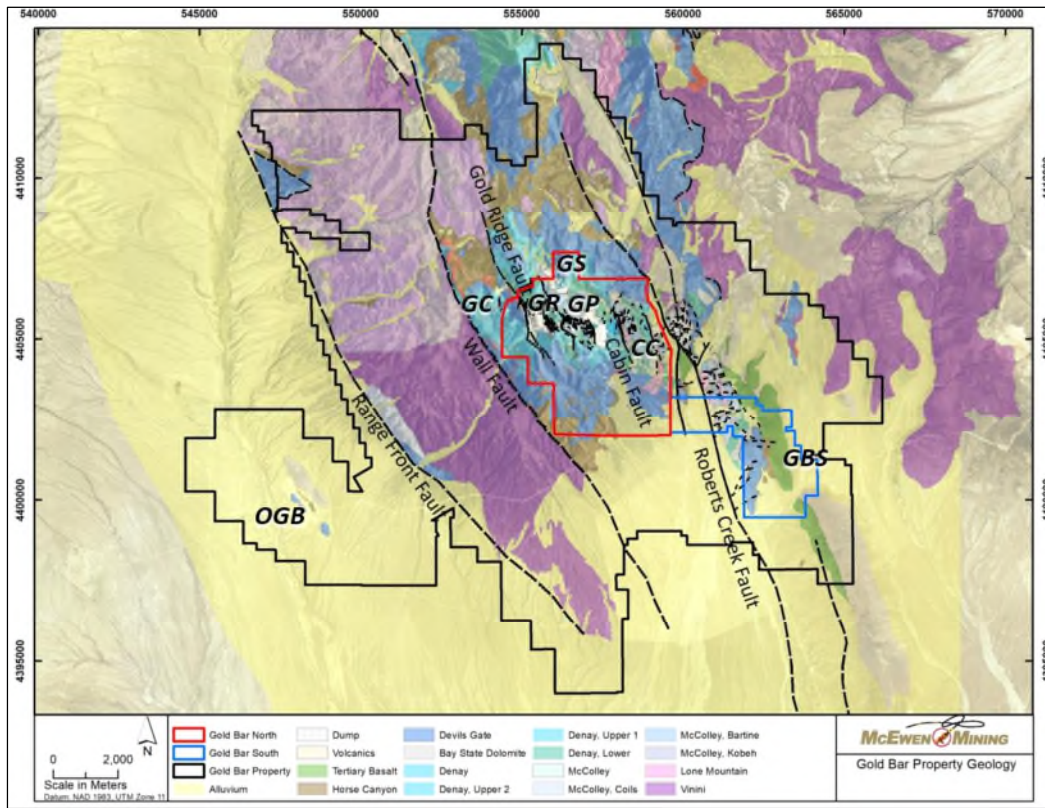 540000
545000
550000
555000
560000
565000
570000
4410000
4405000
4400000
4395000
4410000
4405000
4400000
4395000
Gold Ridge Fault
GS
GC
GR
GP
CC
Cabin Fault
Wall Fault
Range Front Fault
Roberts Creek Fault
GBS
OGB
N
0
2,000
Scale in Meters
Datum: NAD 1983, UTM Zone 11
Gold Bar North
Gold Bar South
Gold Bar Property
Alluvium
Dump
Volcanics
Tertiary Basalt
Horse Canyon
Devils Gate
Bay State Dolomite
Denay
Denay, Upper 2
Denay, Upper 1
Denay, Lower
McColley
McColley, Coils
McColley, Bartine
McColley, Kobeh
Lone Mountain
Vinini
McEWEN MINING
Gold Bar Property Geology